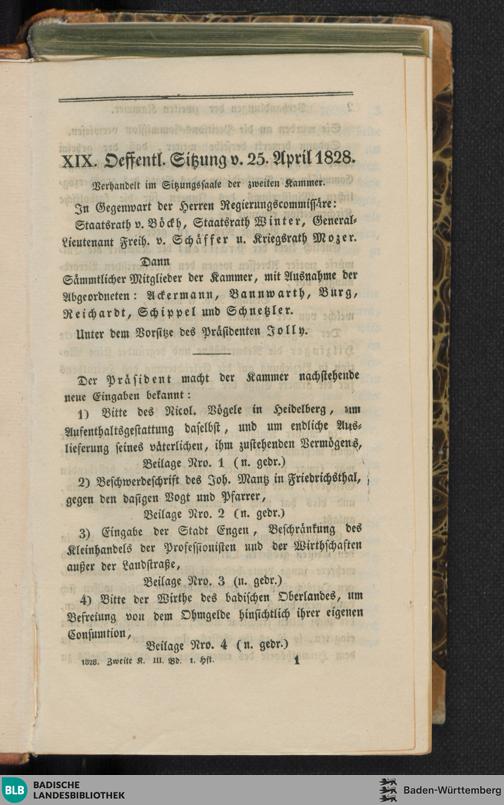 XIX. Oeffentl. Sitzung v. 25. April 1828.
Verhandelt im Sitzungssaale der zweiten Kammer.
In Gegenwart der Herren Regierungscommissäre:
Staatsrath v. Böckh, Staatsrath Winter, General-
Lieutenant Freih. v. Schäffer u. Kriegsrath Mozer.
Dann
Sämmtlicher Mitglieder der Kammer, mit Ausnahme der
Abgeordneten: Ackermann, Bannwarth, Burg,
Reichardt, Schippel und Schnetzler.
Unter dem Vorsitze des Präsidenten Jolly.
Der Präsident macht der Kammer nachstehende
neue Eingaben bekannt:
1) Bitte des Nicol. Vögele in Heidelberg, um
Aufenthaltsgestattung daselbst, und um endliche Aus-
lieferung seines väterlichen, ihm zustehenden Vermögens,
Beilage Nro. 1 (n. gedr.)
2) Beschwerdeschrift des Joh. Mantz in Friedrichsthal,
gegen den dasigen Vogt und Pfarrer,
Beilage Nro. 2 (n. gedr.)
3) Eingabe der Stadt Engen, Beschränkung des
Kleinhandels der Professionisten und der Wirthschaften
außer der Landstraße,
Beilage Nro. 3 (n. gedr.)
4) Bitte der Wirthe des badischen Oberlandes, um
Befreiung von dem Ohmgelde hinsichtlich ihrer eigenen
Consumtion,
Beilage Nro. 4 (n. gedr.)
1828. Zweite K. III. Bd. 1. Hft. 1
BLB BADISCHE
LANDESBIBLIOTHEK
Baden-Württemberg